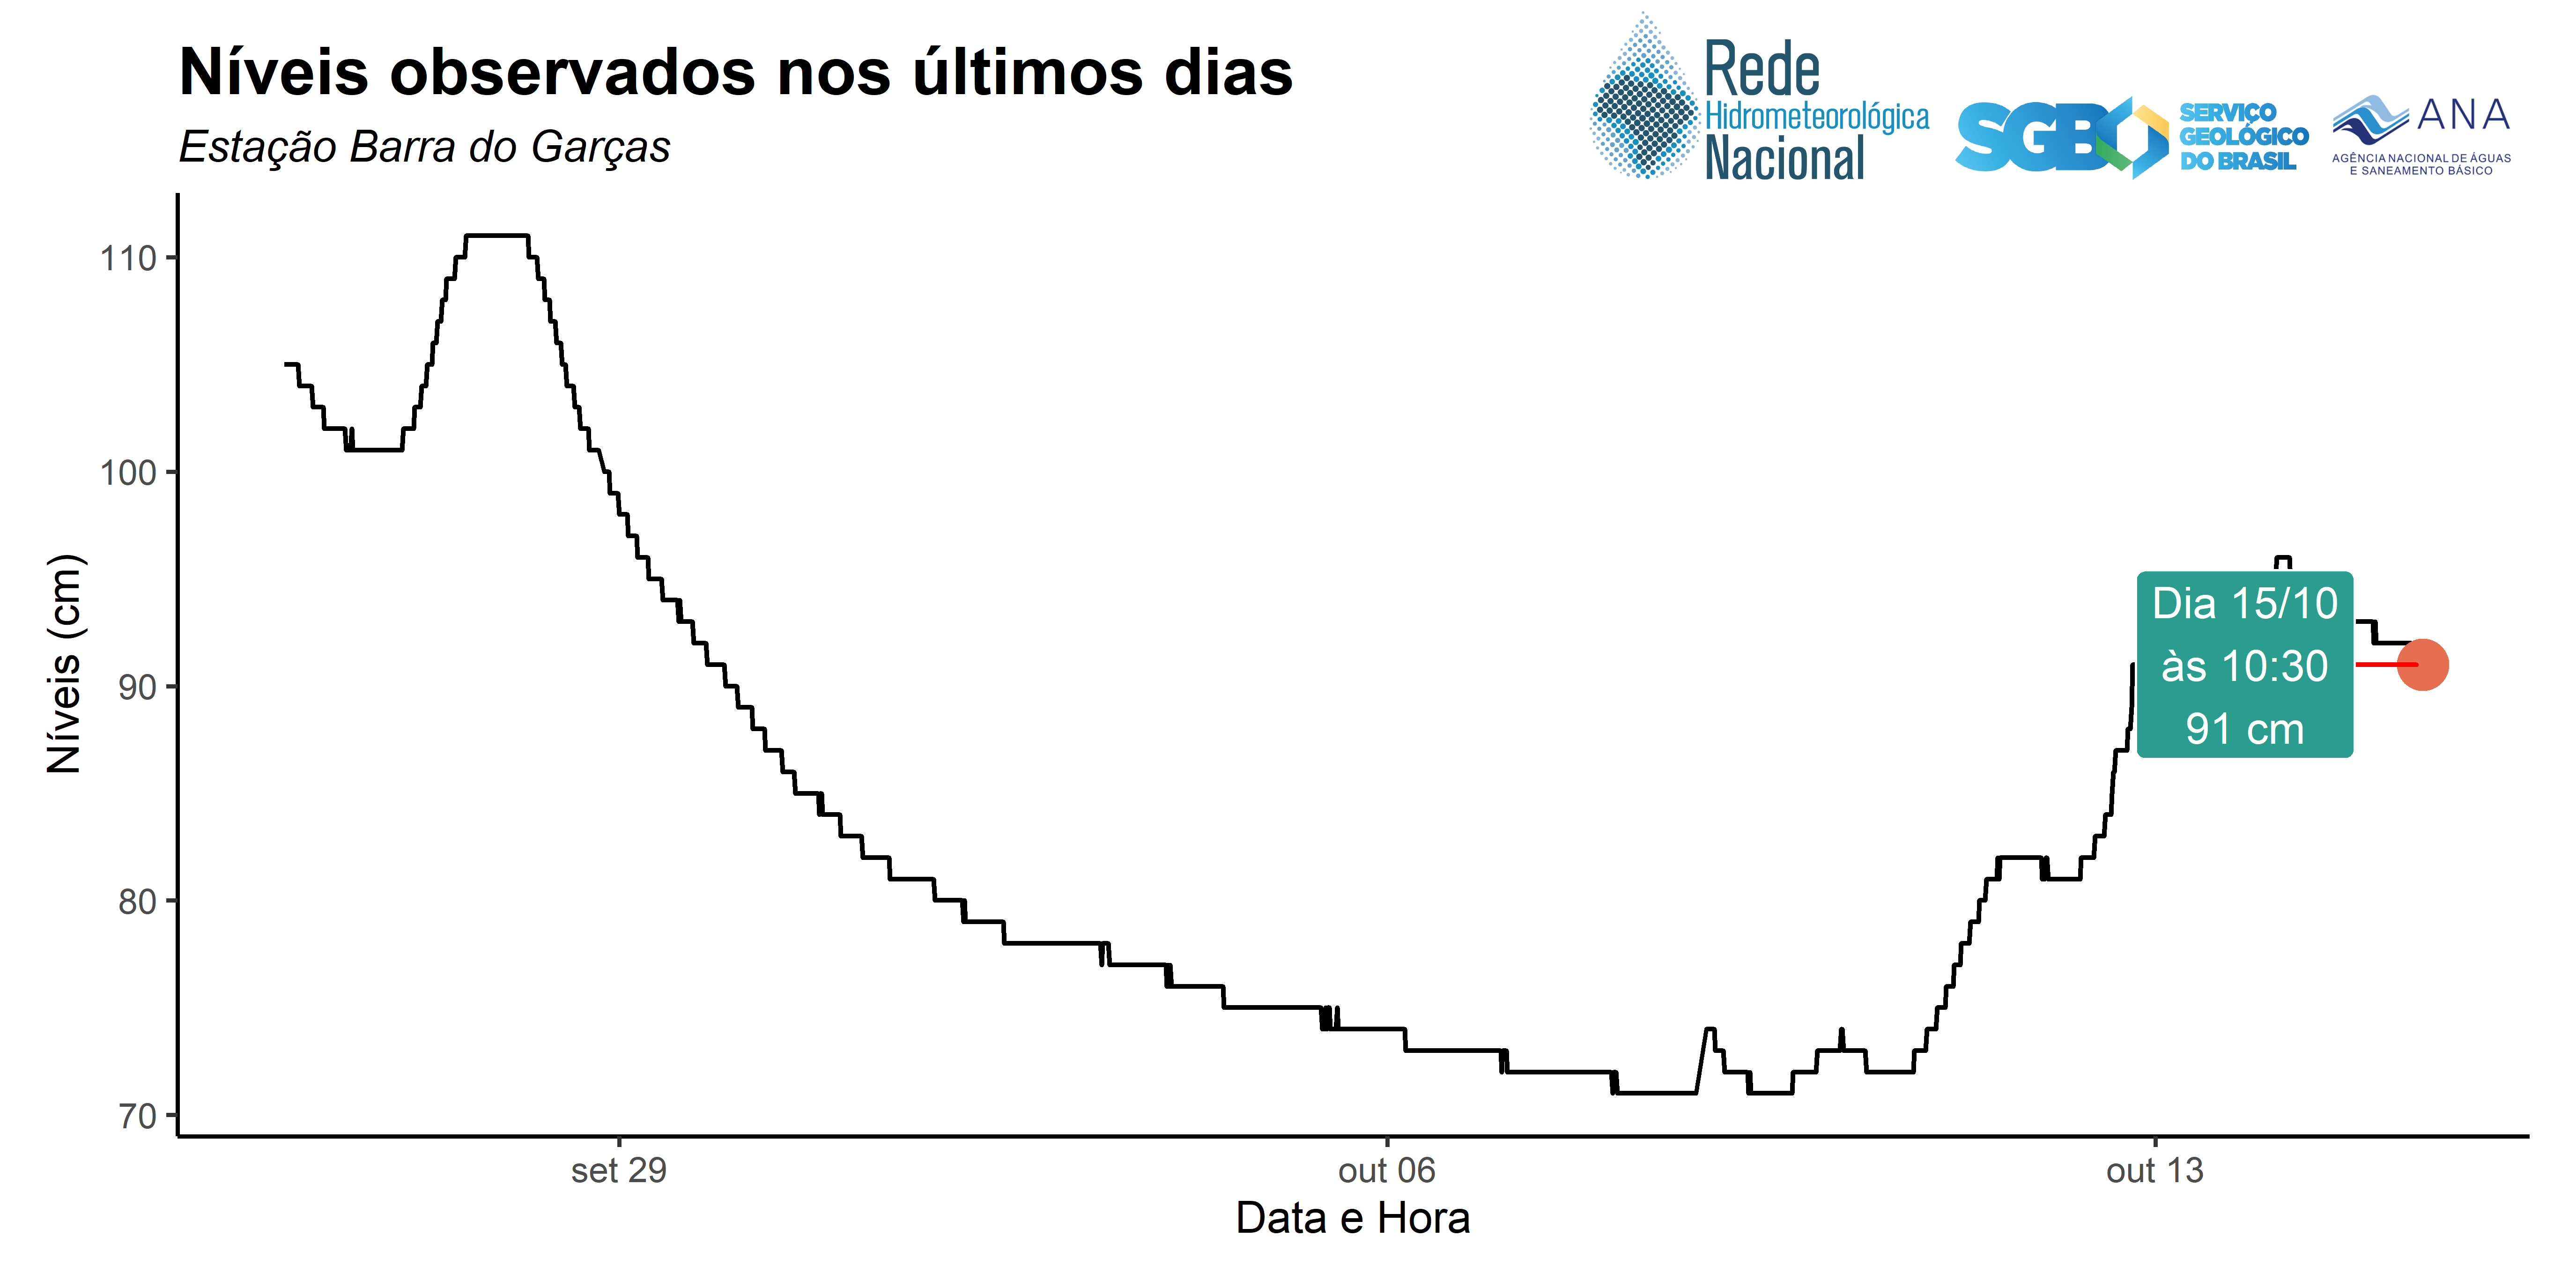 Níveis observados nos últimos dias
Estação Barra do Garças
Rede
Hidrometeorológica
Nacional
SGB
SERVIÇO
GEOLÓGICO
DO BRASIL
ANA
AGÊNCIA NACIONAL DE ÁGUAS
E SANEAMENTO BÁSICO
Níveis (cm)
110
100
90
80
70
Dia 15/10
às 10:30
91 cm
set 29
out 06
out 13
Data e Hora